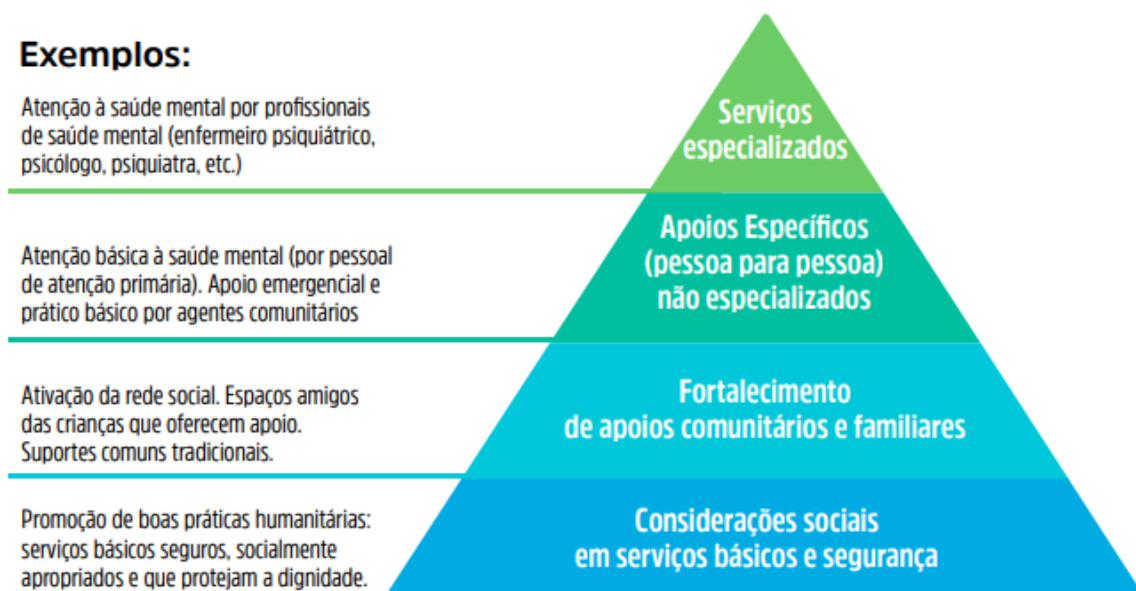 Exemplos:
Atenção à saúde mental por profissionais
de saúde mental (enfermeiro psiquiátrico,
psicólogo, psiquiatra, etc.)
Serviços
especializados
Atenção básica à saúde mental (por pessoal
de atenção primária). Apoio emergencial e
prático básico por agentes comunitários
Apoios Específicos
(pessoa para pessoa)
não especializados
Ativação da rede social. Espaços amigos
das crianças que oferecem apoio.
Suportes comuns tradicionais.
Fortalecimento
de apoios comunitários e familiares
Promoção de boas práticas humanitárias:
serviços básicos seguros, socialmente
apropriados e que protejam a dignidade.
Considerações sociais
em serviços básicos e segurança